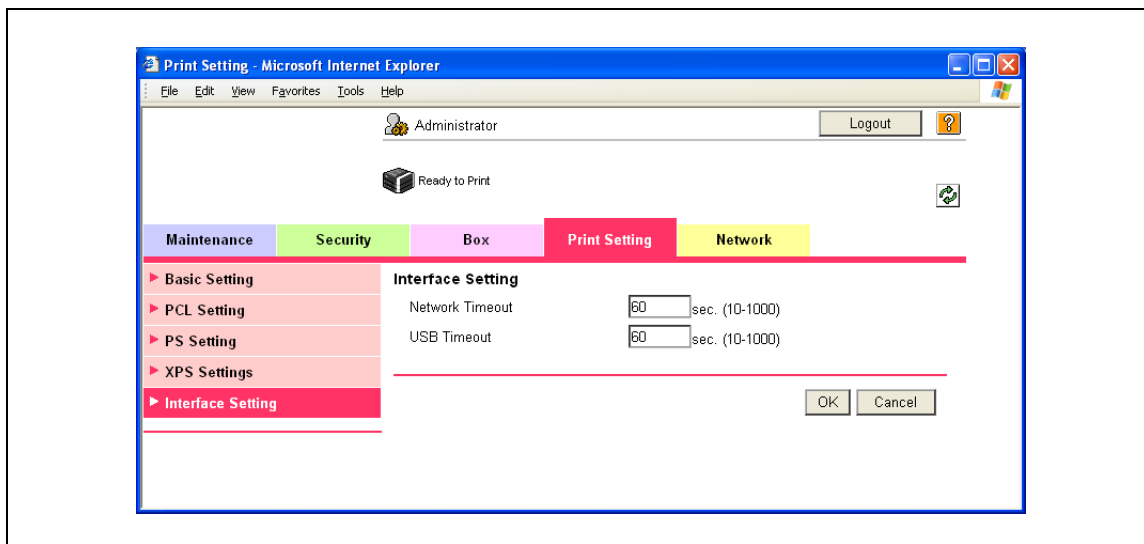 Print Setting - Microsoft Internet Explorer
File Edit View Favorites Tools Help
Administrator
Logout
?
Ready to Print
Maintenance Security Box Print Setting Network
Basic Setting
PCL Setting
PS Setting
XPS Settings
Interface Setting
Interface Setting
Network Timeout 60 sec. (10-1000)
USB Timeout 60 sec. (10-1000)
OK Cancel